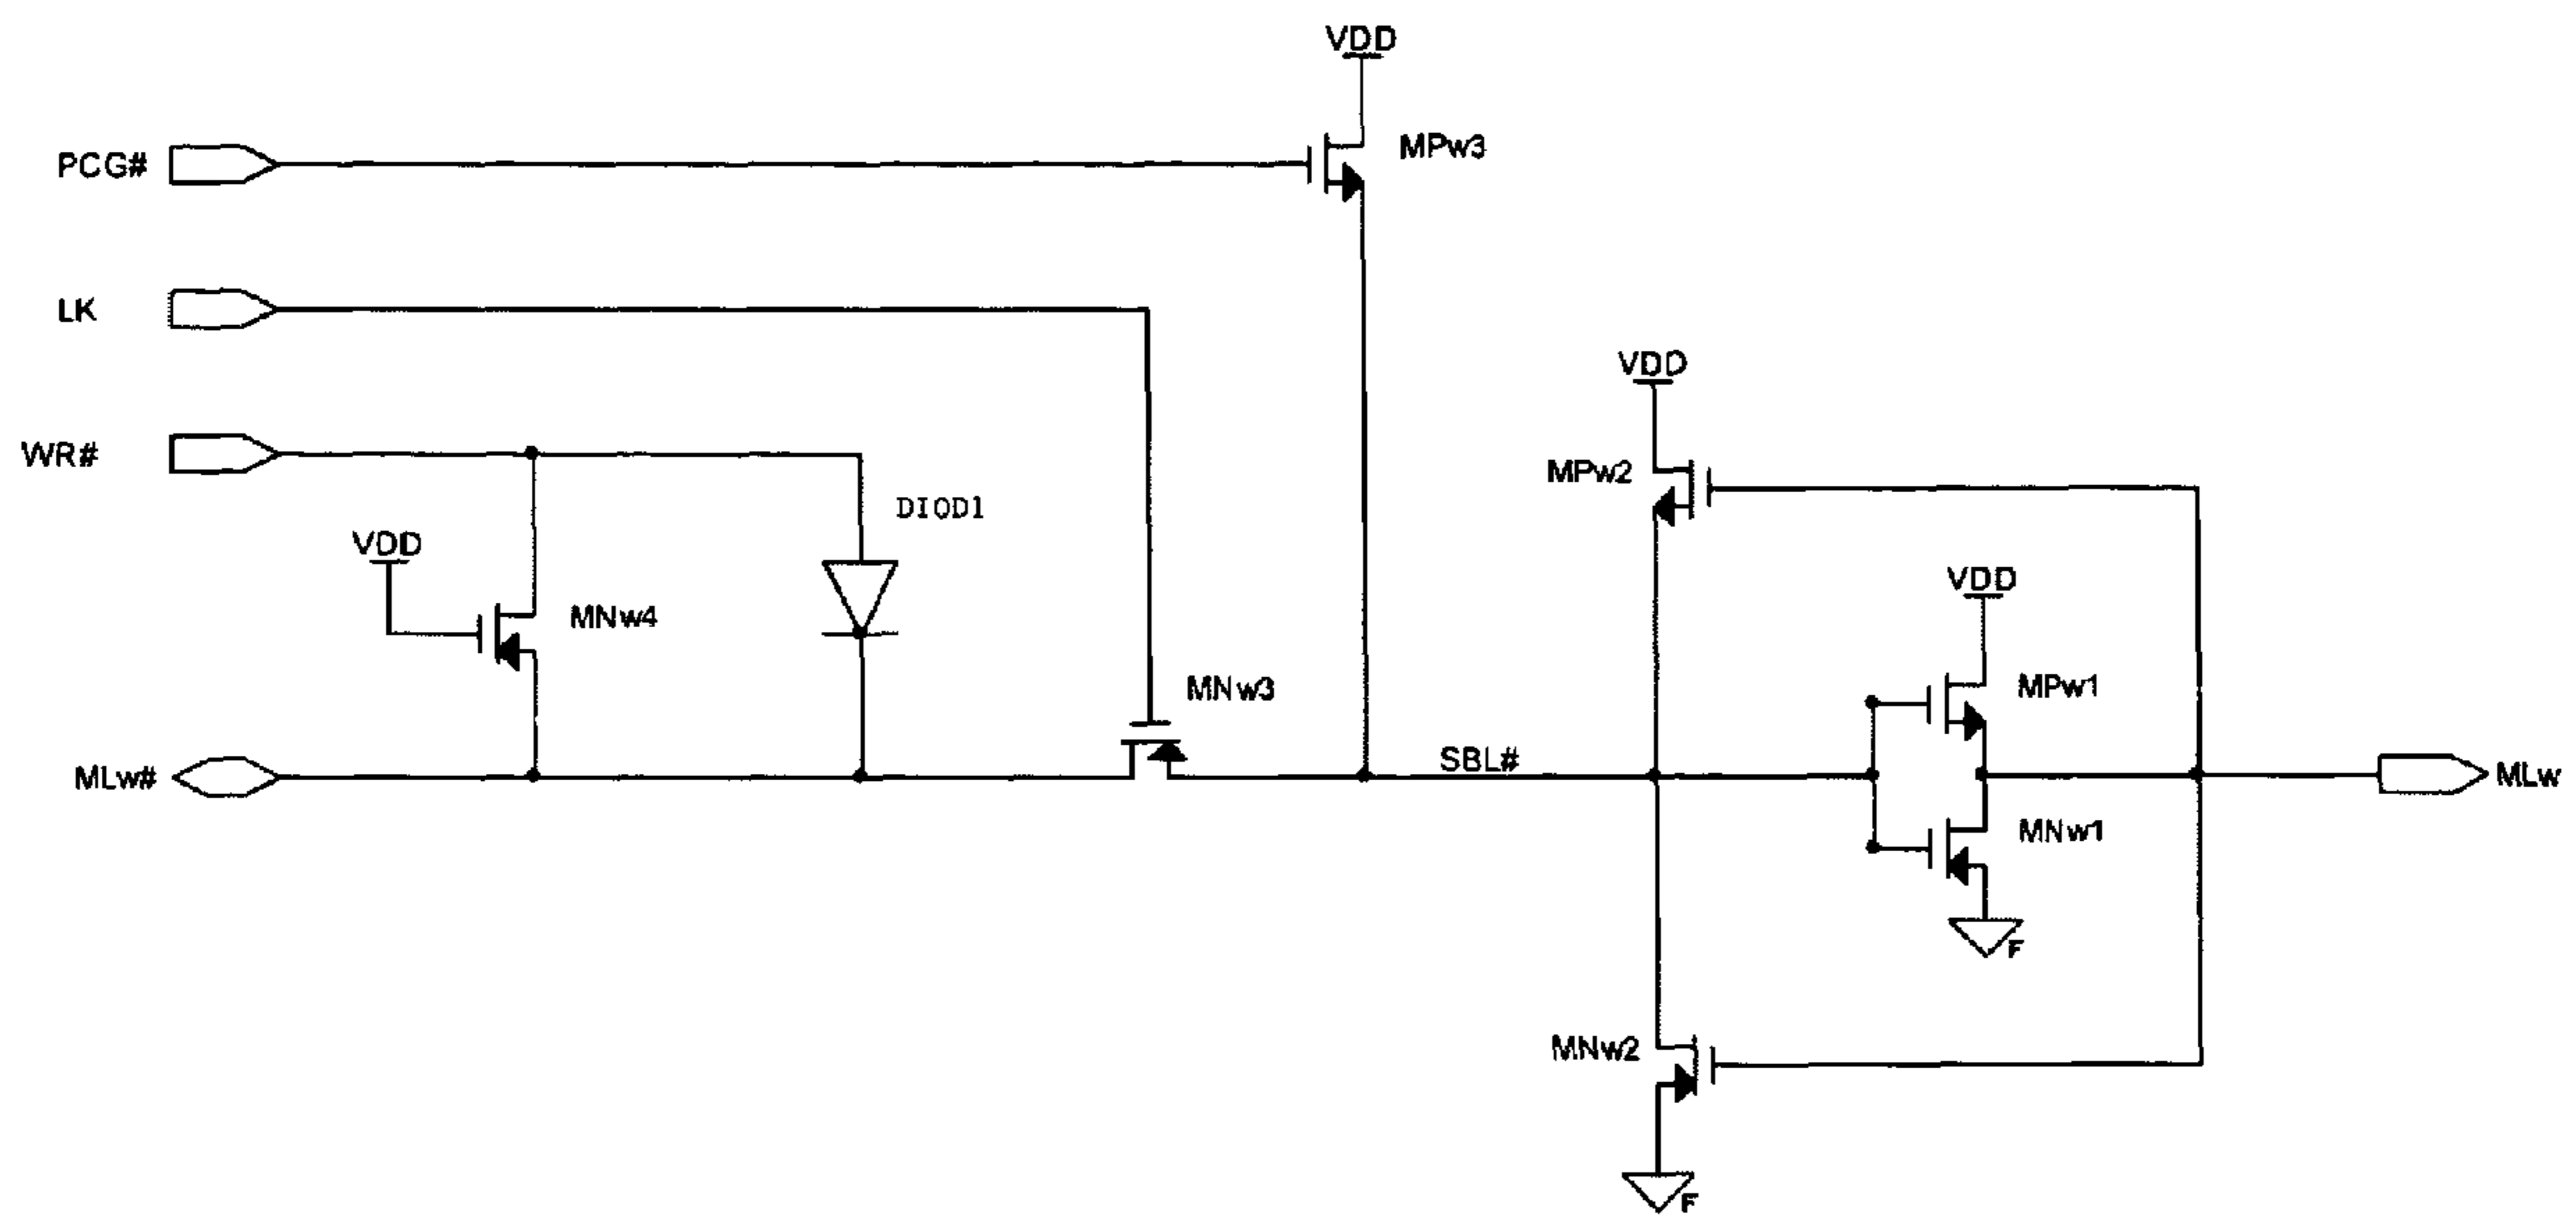 VDD
PCG#
MPw3
LK
VDD
WR#
MPw2
DIOD1
VDD
VDD
MNw4
MNw3
MPw1
SBL#
MLw#
MLw
MNw1
F
MNw2
F